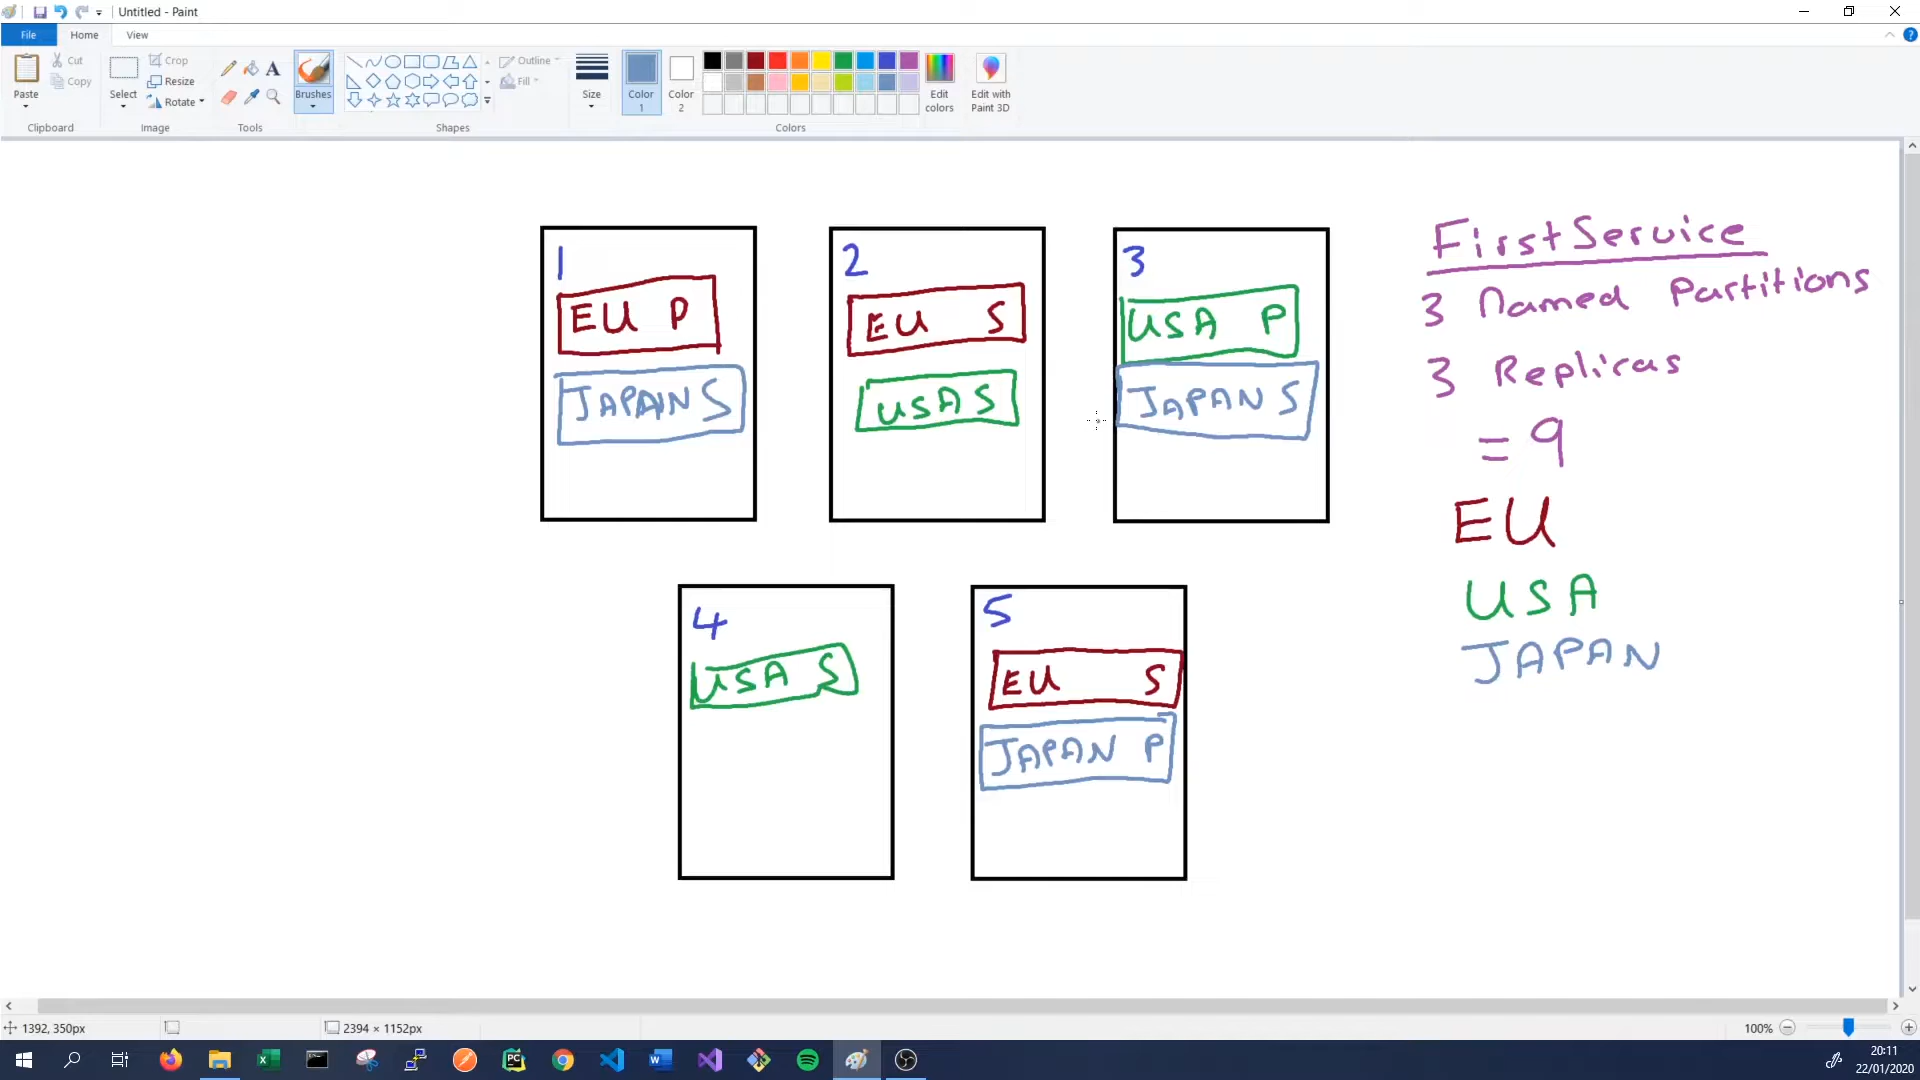 Untitled - Paint
File Home View
Paste
Cut
Copy
Clipboard
Select
Crop
Resize
Rotate
Image
Tools
Brushes
Outline
Fill
Shapes
Size
Color 1
Color 2
Edit colors
Colors
Edit with Paint 3D
1
EU P
JAPAN S
2
EU S
USA S
3
USA P
JAPAN S
4
USA S
5
EU S
JAPAN P
FirstService
3 Named Partitions
3 Replicas
= 9
EU
USA
JAPAN
1392, 350px
2394 × 1152px
100%
20:11
22/01/2020